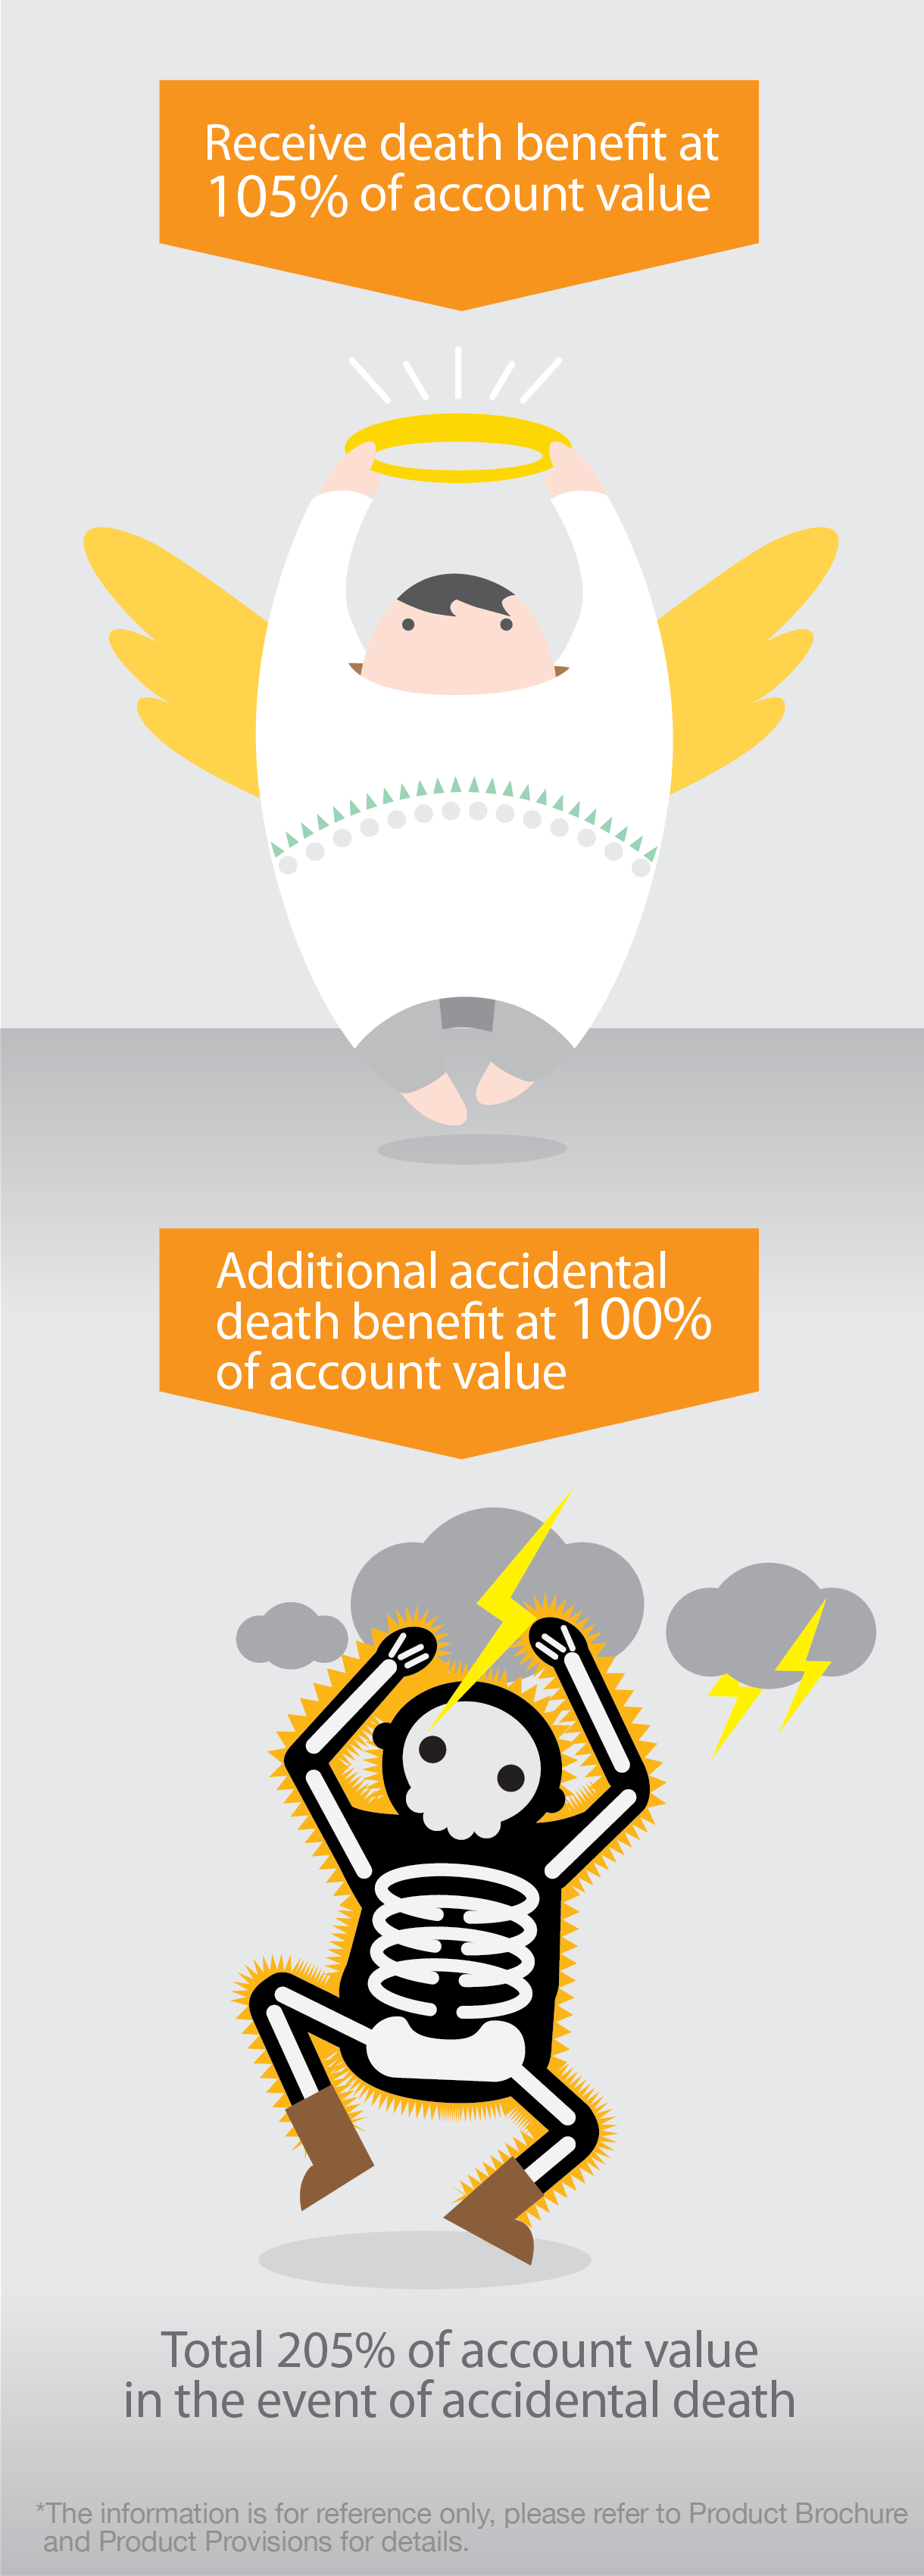 Receive death benefit at
105% of account value
Additional accidental
death benefit at 100%
of account value
Total 205% of account value
in the event of accidental death
*The information is for reference only, please refer to Product Brochure
and Product Provisions for details.